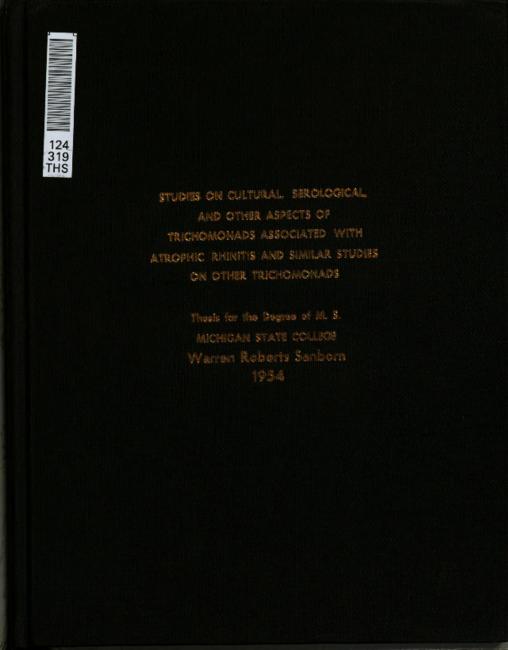 124
319
THS
STUDIES ON CULTURAL, SEROLOGICAL,
AND OTHER ASPECTS OF
TRICHOMONADS ASSOCIATED WITH
ATROPHIC RHINITIS AND SIMILAR STUDIES
ON OTHER TRICHOMONADS
Thesis for the Degree of M. S.
MICHIGAN STATE COLLEGE
Warren Roberts Sanborn
1954